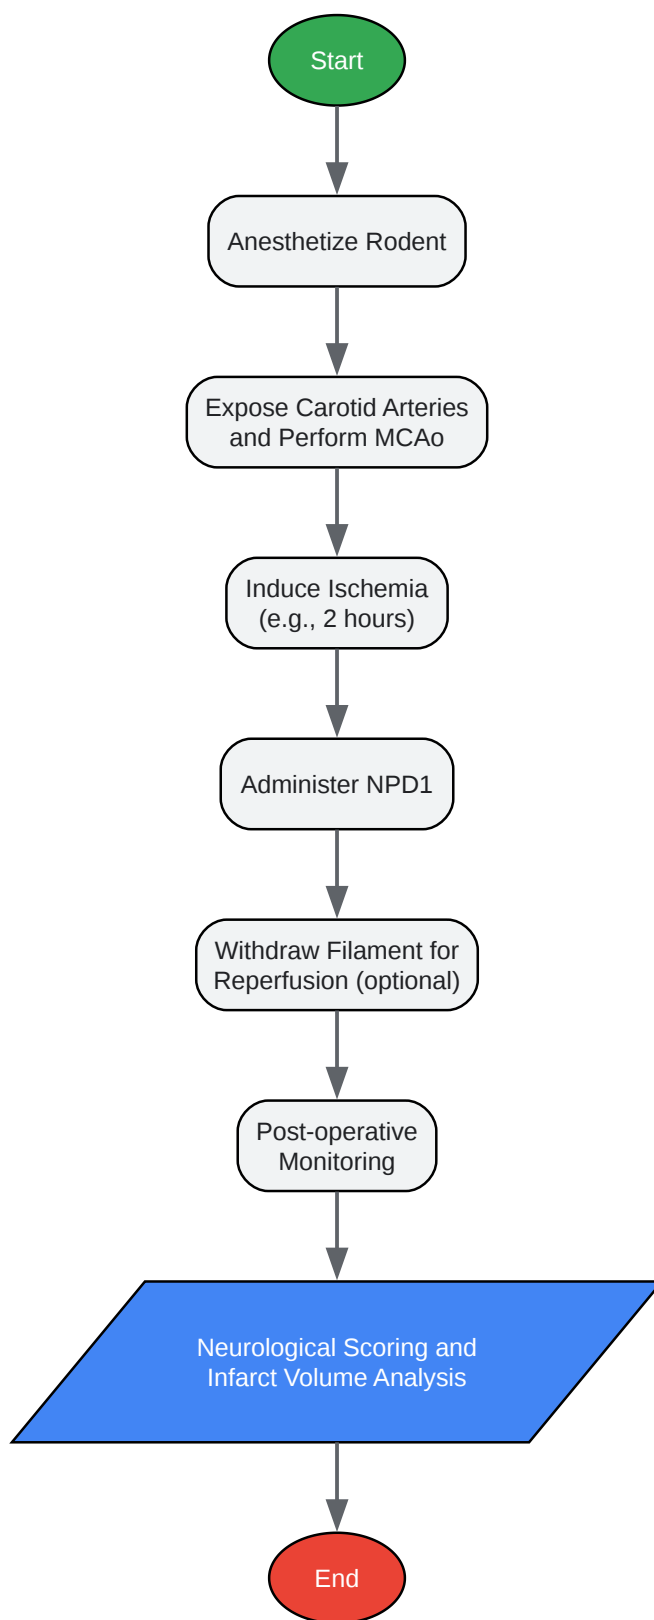 Start
Anesthetize Rodent
Expose Carotid Arteries
and Perform MCAo
Induce Ischemia
(e.g., 2 hours)
Administer NPD1
Withdraw Filament for
Reperfusion (optional)
Post-operative
Monitoring
Neurological Scoring and
Infarct Volume Analysis
End